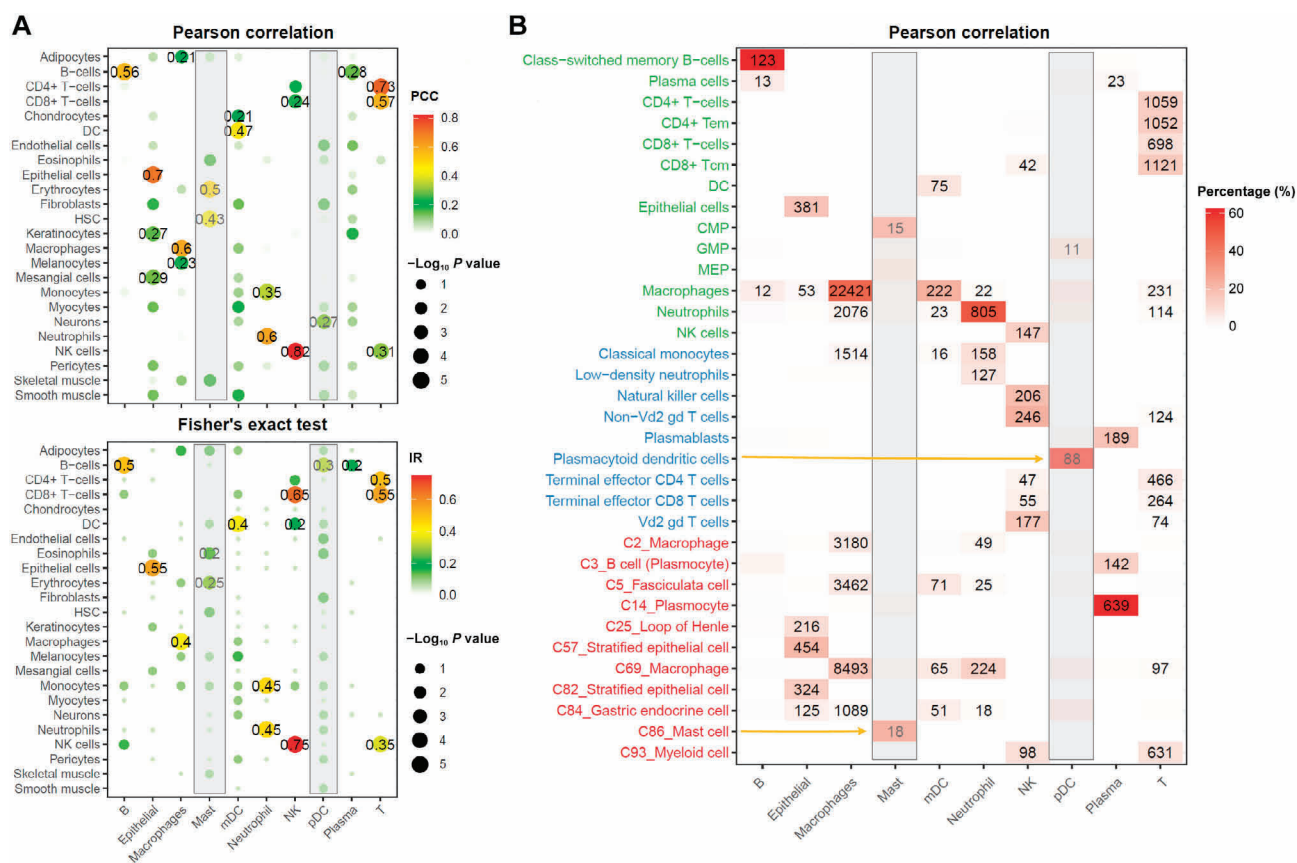 A
Pearson correlation
Adipocytes 0.21
B-cells 0.56 0.28
CD4+ T-cells 0.73
CD8+ T-cells 0.24 0.57
Chondrocytes 0.21
DC 0.47
Endothelial cells
Eosinophils
Epithelial cells 0.7
Erythrocytes 0.5
Fibroblasts
HSC 0.43
Keratinocytes 0.27
Macrophages 0.6
Melanocytes 0.23
Mesangial cells 0.29
Monocytes 0.35
Myocytes
Neurons 0.27
Neutrophils 0.6
NK cells 0.82 0.31
Pericytes
Skeletal muscle
Smooth muscle
PCC
0.8
0.6
0.4
0.2
0.0
−Log10 P value
1
2
3
4
5
Fisher's exact test
Adipocytes
B-cells 0.5 0.3 0.2
CD4+ T-cells 0.5
CD8+ T-cells 0.65 0.55
Chondrocytes
DC 0.4 0.2
Endothelial cells
Eosinophils 0.2
Epithelial cells 0.55
Erythrocytes 0.25
Fibroblasts
HSC
Keratinocytes
Macrophages 0.4
Melanocytes
Mesangial cells
Monocytes 0.45
Myocytes
Neurons
Neutrophils 0.45
NK cells 0.75 0.35
Pericytes
Skeletal muscle
Smooth muscle
B Epithelial Macrophages Mast mDC Neutrophil NK pDC Plasma T
IR
0.6
0.4
0.2
0.0
−Log10 P value
1
2
3
4
5
B
Pearson correlation
Class-switched memory B-cells 123
Plasma cells 13 23
CD4+ T-cells 1059
CD4+ Tem 1052
CD8+ T-cells 698
CD8+ Tcm 42 1121
DC 75
Epithelial cells 381
CMP 15
GMP 11
MEP
Macrophages 12 53 22421 222 22 231
Neutrophils 2076 23 805 114
NK cells 147
Classical monocytes 1514 16 158
Low-density neutrophils 127
Natural killer cells 206
Non-Vd2 gd T cells 246 124
Plasmablasts 189
Plasmacytoid dendritic cells 88
Terminal effector CD4 T cells 47 466
Terminal effector CD8 T cells 55 264
Vd2 gd T cells 177 74
C2_Macrophage 3180 49
C3_B cell (Plasmocyte) 142
C5_Fasciculata cell 3462 71 25
C14_Plasmocyte 639
C25_Loop of Henle 216
C57_Stratified epithelial cell 454
C69_Macrophage 8493 65 224 97
C82_Stratified epithelial cell 324
C84_Gastric endocrine cell 125 1089 51 18
C86_Mast cell 18
C93_Myeloid cell 98 631
B Epithelial Macrophages Mast mDC Neutrophil NK pDC Plasma T
Percentage (%)
60
50
40
30
20
10
0